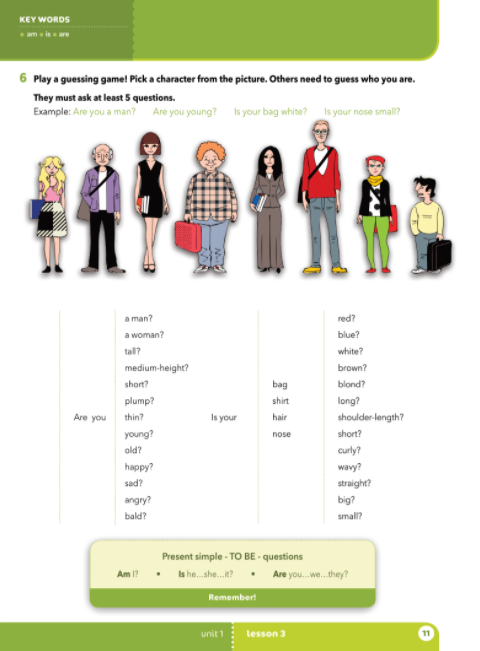 KEY WORDS
• am • is • are
6 Play a guessing game! Pick a character from the picture. Others need to guess who you are.
They must ask at least 5 questions.
Example: Are you a man? Are you young? Is your bag white? Is your nose small?
a man? red?
a woman? blue?
tall? white?
medium-height? brown?
short? bag blond?
plump? shirt long?
Are you thin? Is your hair shoulder-length?
young? nose short?
old? curly?
happy? wavy?
sad? straight?
angry? big?
bald? small?
Present simple - TO BE - questions
Am I? • Is he...she...it? • Are you...we...they?
Remember!
unit 1 lesson 3 11